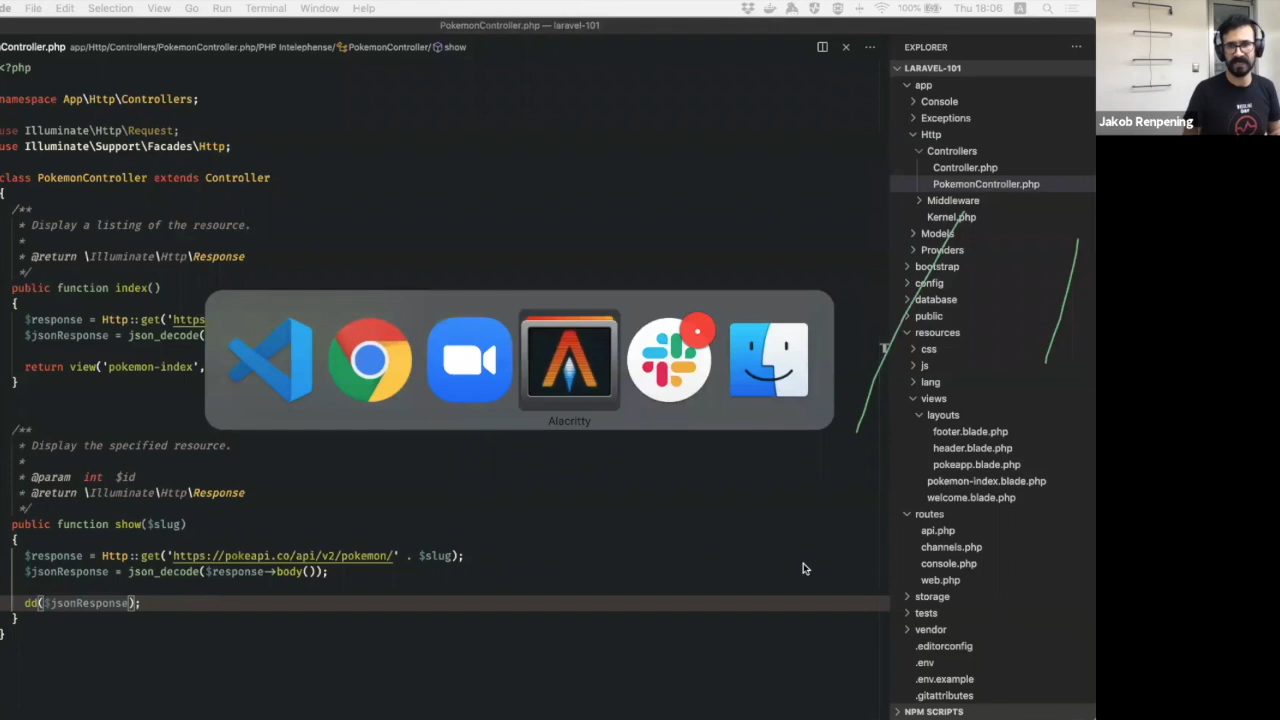 de File Edit Selection View Go Run Terminal Window Help 100% Thu 18:06 A
PokemonController.php — laravel-101
onController.php app/Http/Controllers/PokemonController.php/PHP Intelephense/ PokemonController/ show
<?php
namespace App\Http\Controllers;
use Illuminate\Http\Request;
use Illuminate\Support\Facades\Http;
class PokemonController extends Controller
{
/**
* Display a listing of the resource.
*
* @return \Illuminate\Http\Response
*/
public function index()
{
$response = Http::get('https
$jsonResponse = json_decode(
return view('pokemon-index',
}
/**
* Display the specified resource.
*
* @param int $id
* @return \Illuminate\Http\Response
*/
public function show($slug)
{
$response = Http::get('https://pokeapi.co/api/v2/pokemon/' . $slug);
$jsonResponse = json_decode($response->body());
dd($jsonResponse);
}
}
Alacritty
EXPLORER
LARAVEL-101
app
Console
Exceptions
Http
Controllers
Controller.php
PokemonController.php
Middleware
Kernel.php
Models
Providers
bootstrap
config
database
public
resources
css
js
lang
views
layouts
footer.blade.php
header.blade.php
pokeapp.blade.php
pokemon-index.blade.php
welcome.blade.php
routes
api.php
channels.php
console.php
web.php
storage
tests
vendor
.editorconfig
.env
.env.example
.gitattributes
NPM SCRIPTS
Jakob Renpening